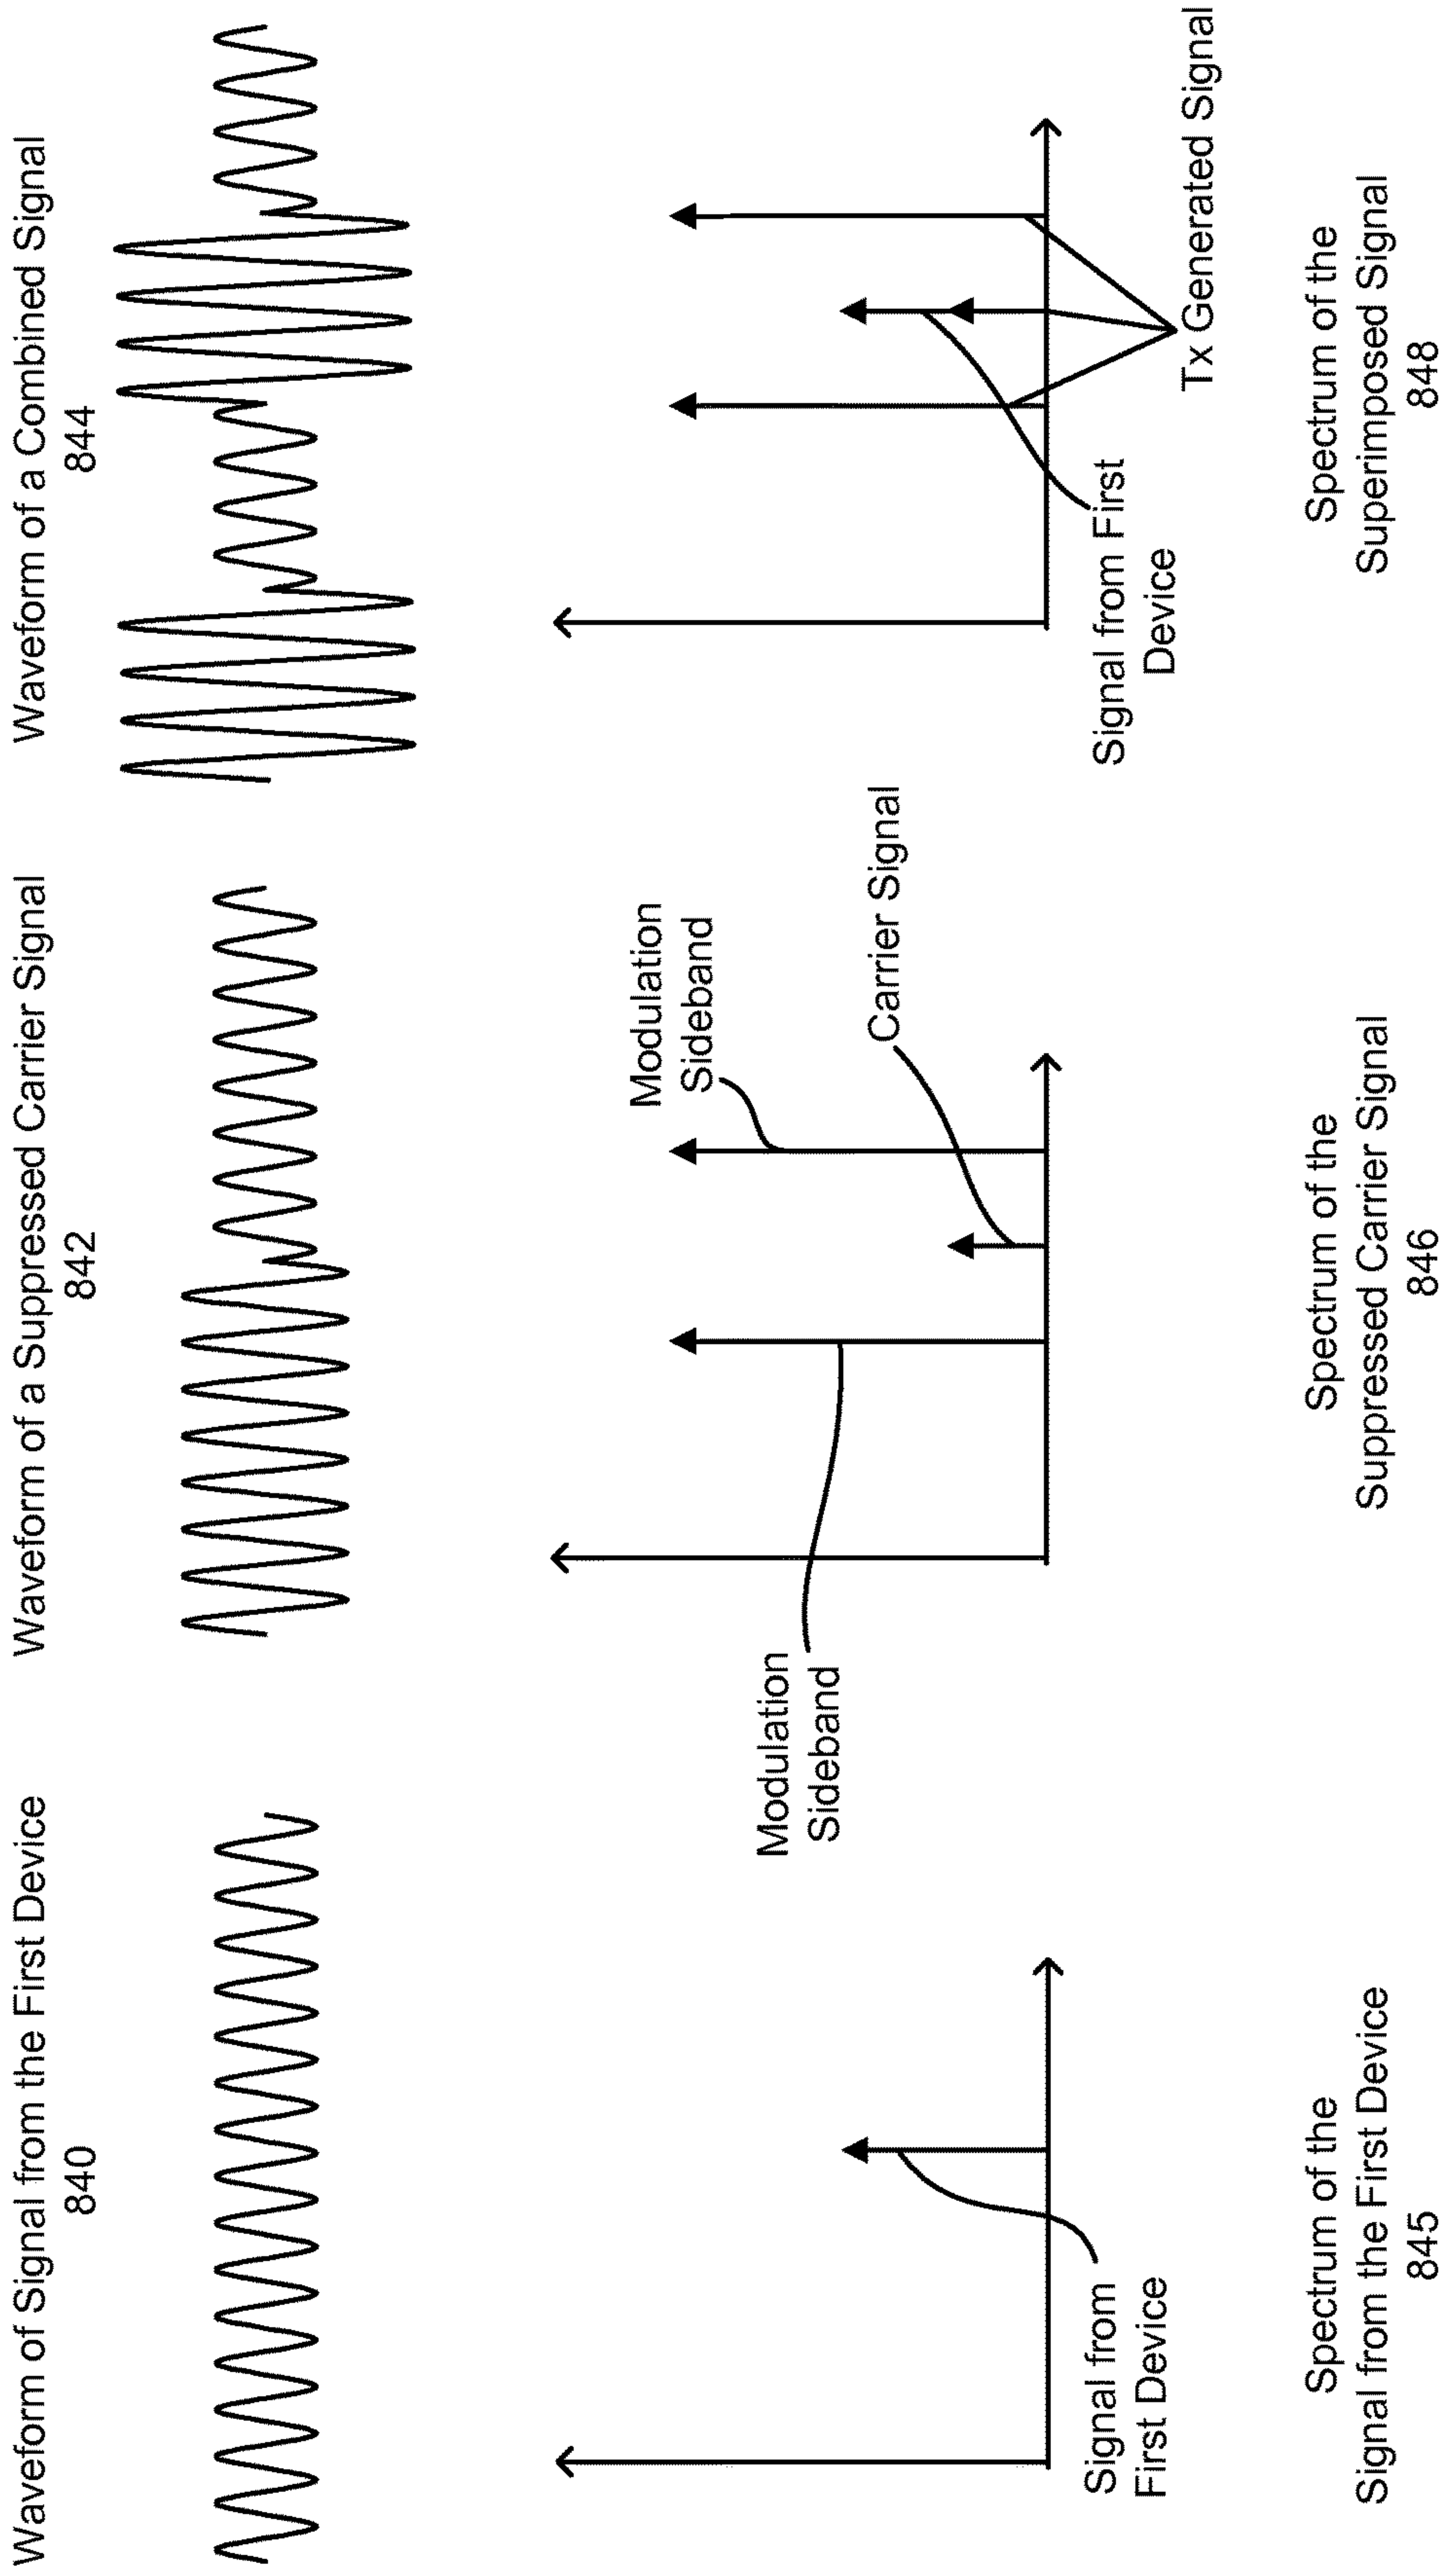 Waveform of Signal from the First Device
840
Waveform of a Suppressed Carrier Signal
842
Waveform of a Combined Signal
844
Signal from
First Device
Modulation
Sideband
Modulation
Sideband
Carrier Signal
Signal from First
Device
Tx Generated Signal
Spectrum of the
Signal from the First Device
845
Spectrum of the
Suppressed Carrier Signal
846
Spectrum of the
Superimposed Signal
848